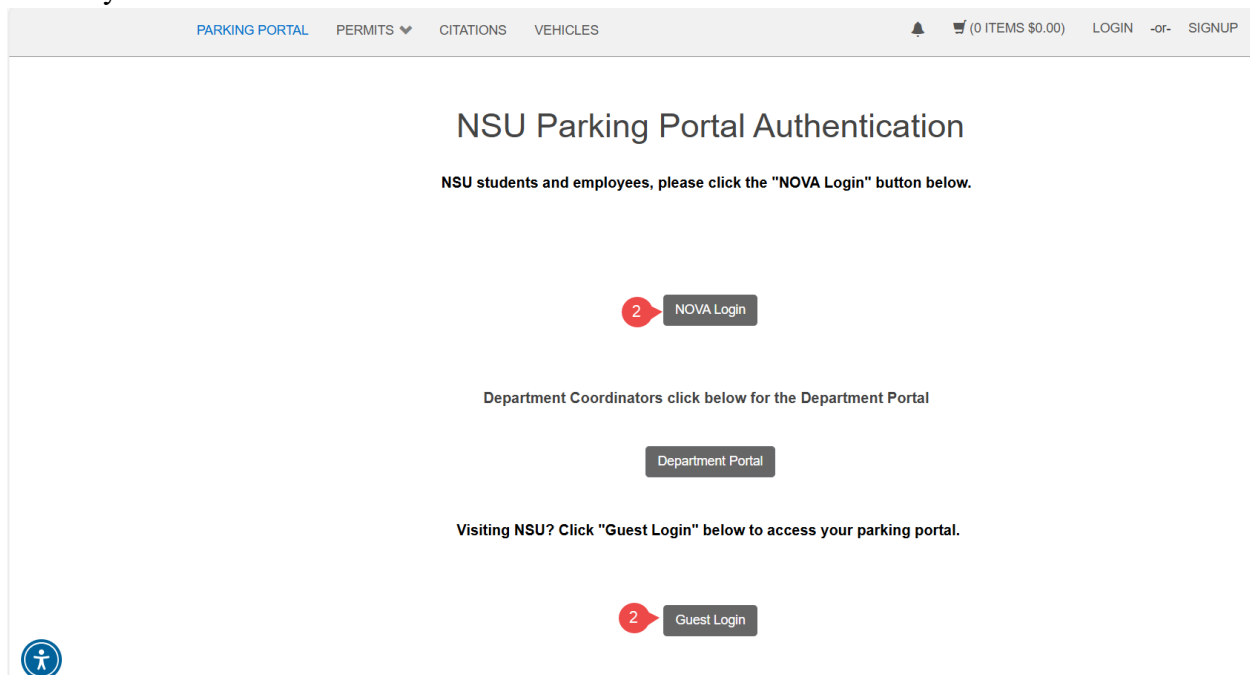 PARKING PORTAL PERMITS CITATIONS VEHICLES (0 ITEMS $0.00) LOGIN -or- SIGNUP
NSU Parking Portal Authentication
NSU students and employees, please click the "NOVA Login" button below.
2 NOVA Login
Department Coordinators click below for the Department Portal
Department Portal
Visiting NSU? Click "Guest Login" below to access your parking portal.
2 Guest Login